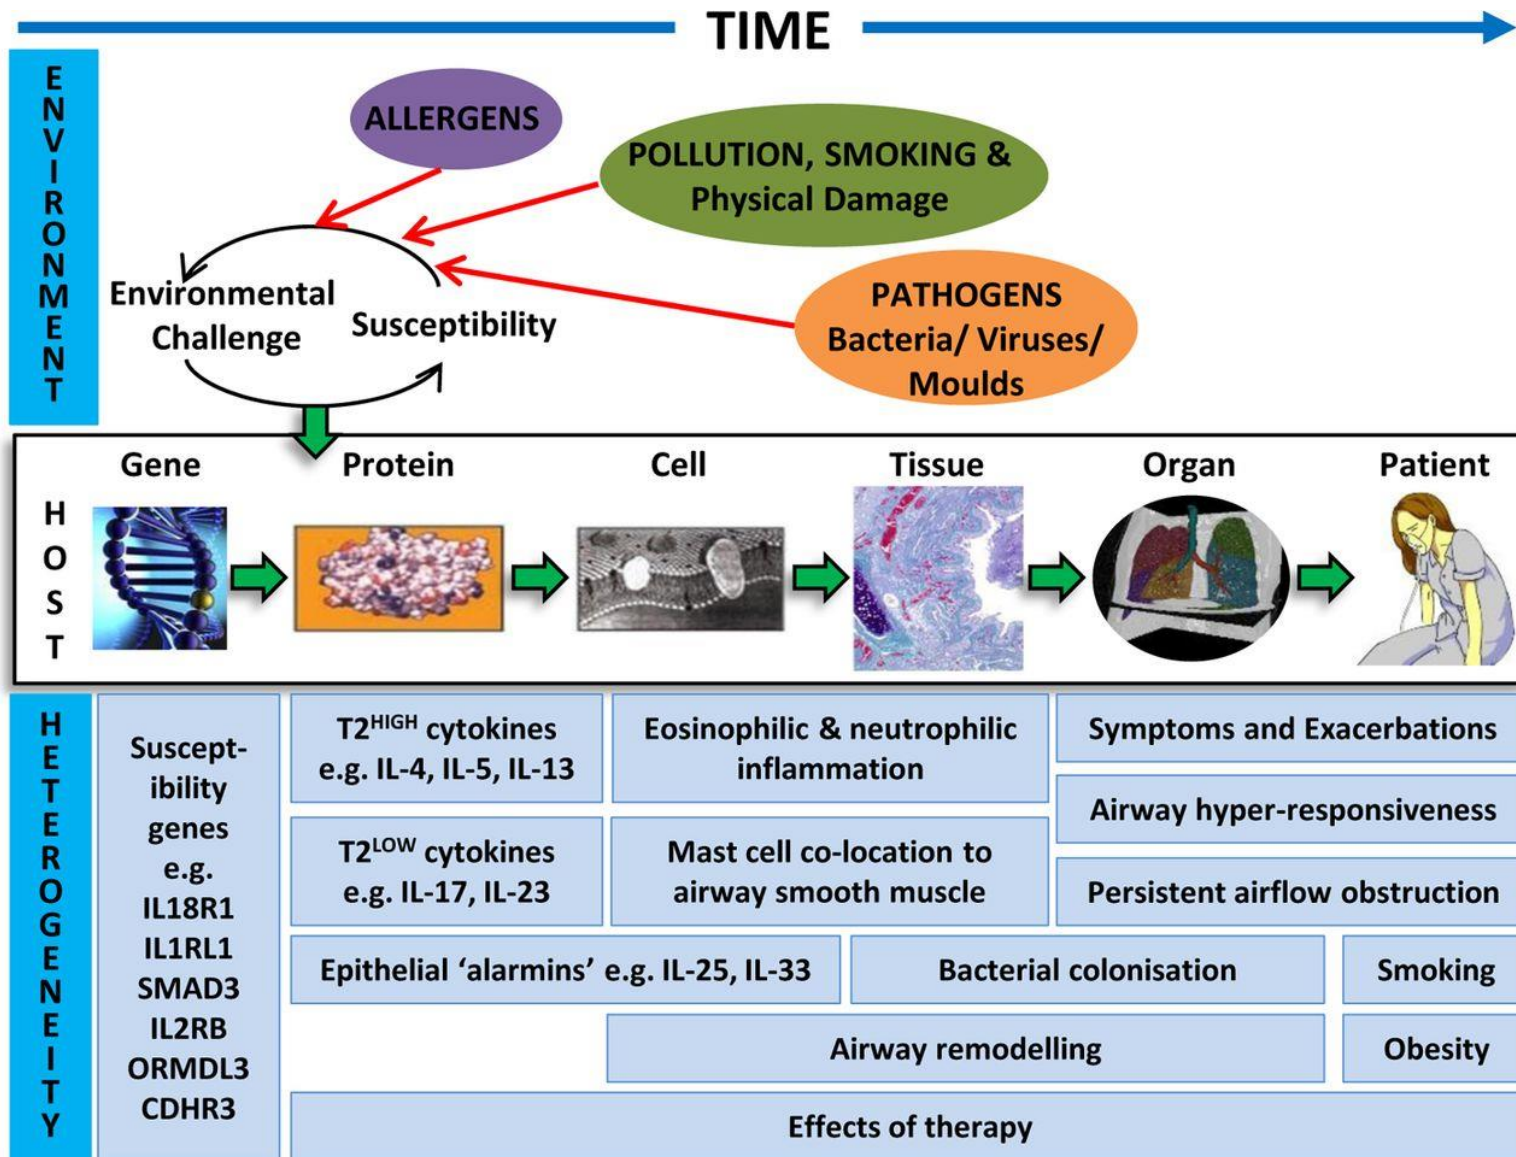 TIME
ENVIRONMENT
ALLERGENS
POLLUTION, SMOKING &
Physical Damage
PATHOGENS
Bacteria/ Viruses/
Moulds
Environmental
Challenge
Susceptibility
HOST
Gene
Protein
Cell
Tissue
Organ
Patient
HETEROGENEITY
Suscept-
ibility
genes
e.g.
IL18R1
IL1RL1
SMAD3
IL2RB
ORMDL3
CDHR3
T2HIGH cytokines
e.g. IL-4, IL-5, IL-13
T2LOW cytokines
e.g. IL-17, IL-23
Eosinophilic & neutrophilic
inflammation
Mast cell co-location to
airway smooth muscle
Symptoms and Exacerbations
Airway hyper-responsiveness
Persistent airflow obstruction
Epithelial ‘alarmins’ e.g. IL-25, IL-33
Bacterial colonisation
Smoking
Airway remodelling
Obesity
Effects of therapy